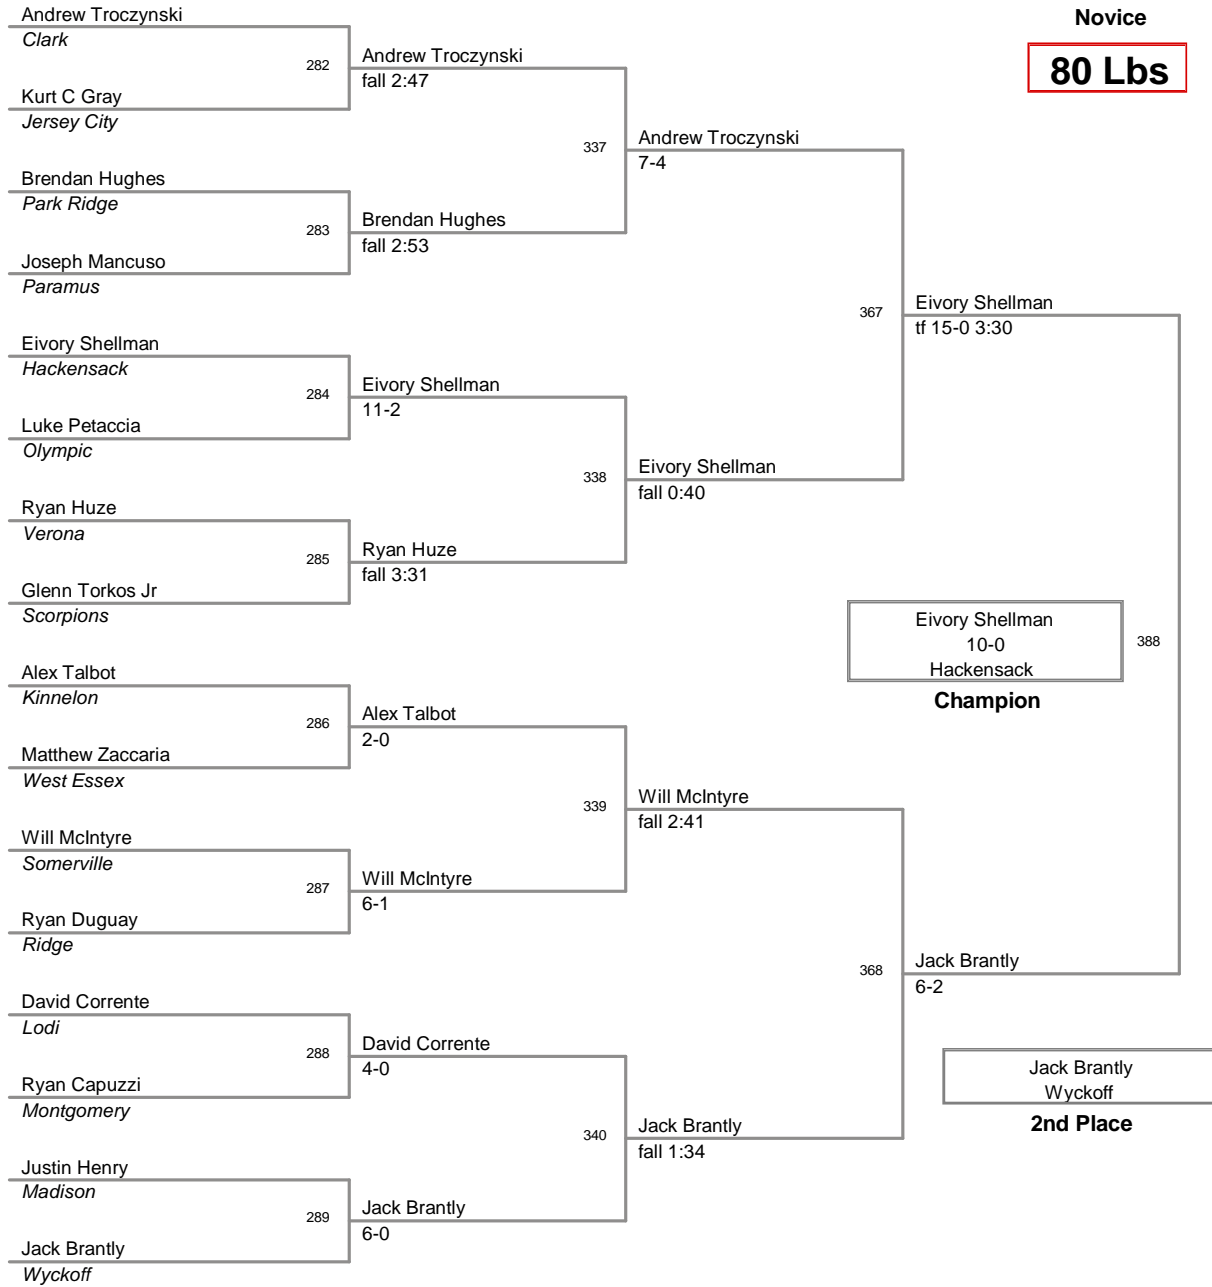 Novice
80 Lbs
Andrew Troczynski
Clark
282
Kurt C Gray
Jersey City
Andrew Troczynski
fall 2:47
337
Brendan Hughes
Park Ridge
283
Joseph Mancuso
Paramus
Brendan Hughes
fall 2:53
Andrew Troczynski
7-4
367
Eivory Shellman
Hackensack
284
Luke Petaccia
Olympic
Eivory Shellman
11-2
338
Ryan Huze
Verona
285
Glenn Torkos Jr
Scorpions
Ryan Huze
fall 3:31
Eivory Shellman
fall 0:40
Eivory Shellman
tf 15-0 3:30
388
Alex Talbot
Kinnelon
286
Matthew Zaccaria
West Essex
Alex Talbot
2-0
339
Will McIntyre
Somerville
287
Ryan Duguay
Ridge
Will McIntyre
6-1
Will McIntyre
fall 2:41
368
David Corrente
Lodi
288
Ryan Capuzzi
Montgomery
David Corrente
4-0
340
Justin Henry
Madison
289
Jack Brantly
Wyckoff
Jack Brantly
6-0
Jack Brantly
fall 1:34
Jack Brantly
6-2
Eivory Shellman
10-0
Hackensack
Champion
Jack Brantly
Wyckoff
2nd Place